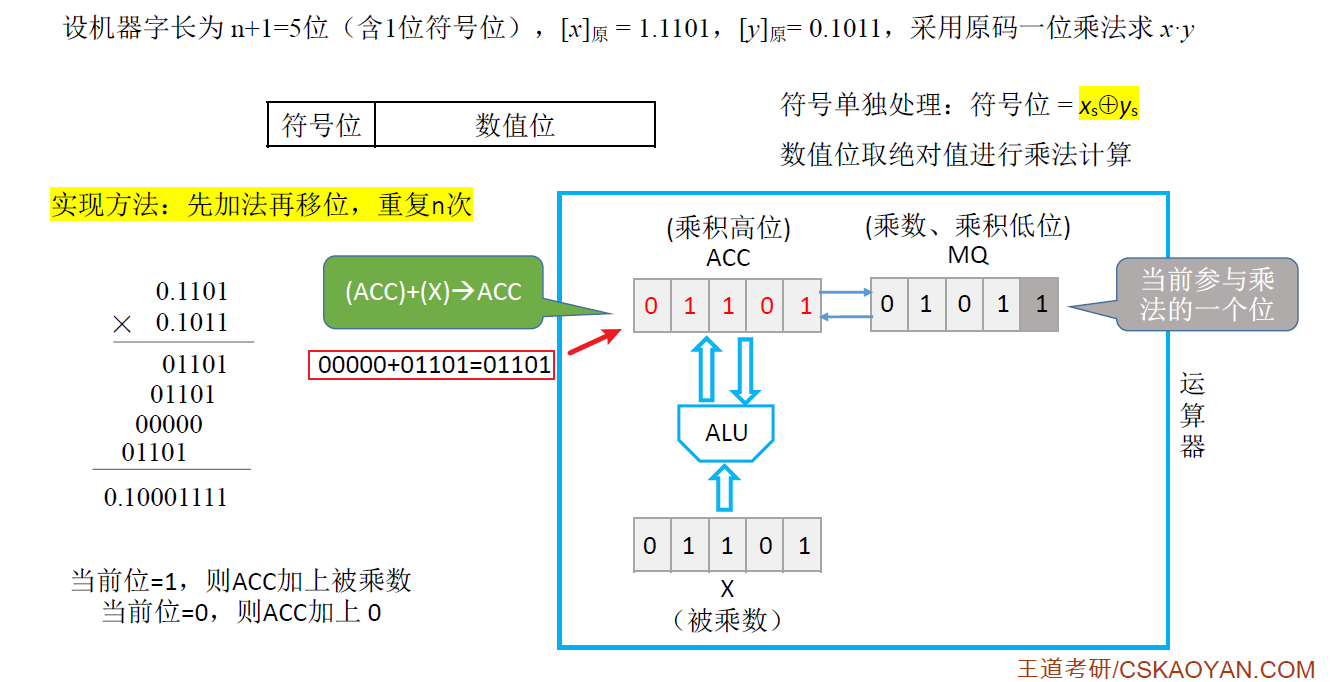 设机器字长为 n+1=5位（含1位符号位），[x]原 = 1.1101，[y]原= 0.1011，采用原码一位乘法求 x·y
符号位 数值位
符号单独处理：符号位 = xs⊕ys
数值位取绝对值进行乘法计算
实现方法：先加法再移位，重复n次
0.1101
× 0.1011
01101
01101
00000
01101
0.10001111
当前位=1，则ACC加上被乘数
当前位=0，则ACC加上 0
(ACC)+(X)→ACC
00000+01101=01101
(乘积高位)
ACC
0 1 1 0 1
(乘数、乘积低位)
MQ
0 1 0 1 1
当前参与乘
法的一个位
ALU
0 1 1 0 1
X
（被乘数）
运
算
器
王道考研/CSKAOYAN.COM